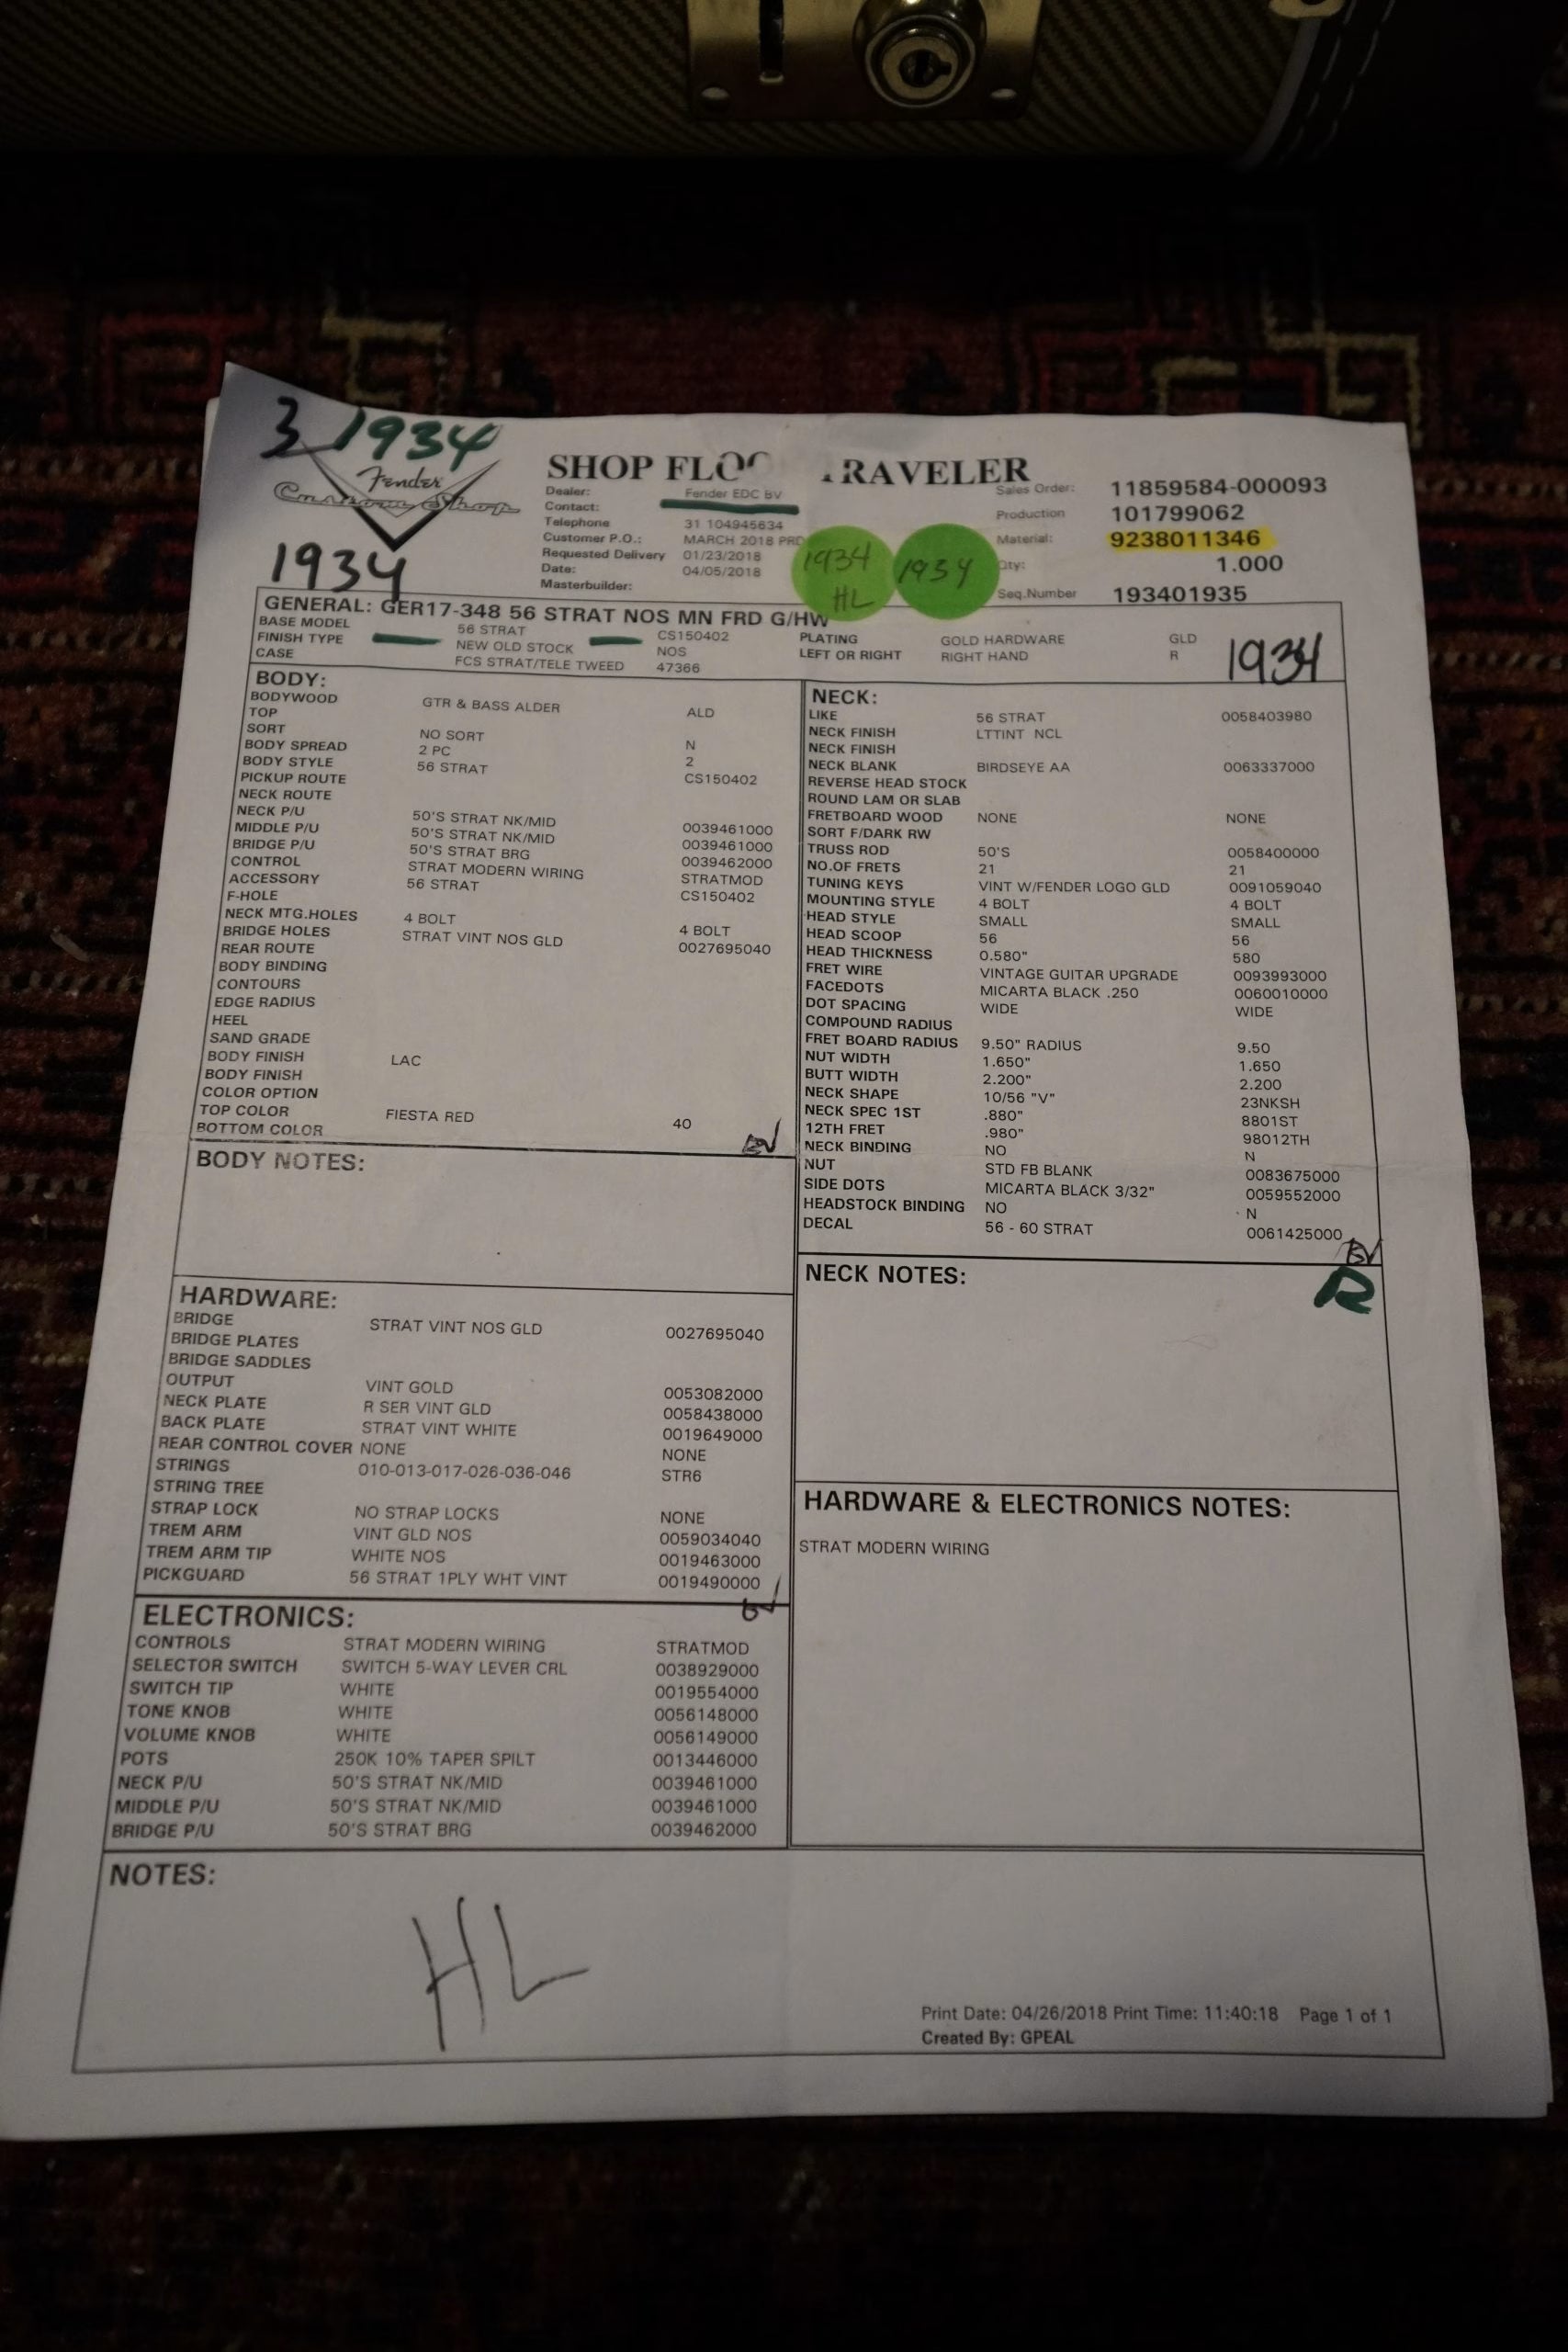 3 1934
Fender
Custom Shop
1934
SHOP FLOO TRAVELER
Dealer: Fender EDC BV
Contact:
Telephone 31 104945634
Customer P.O.: MARCH 2018 PRD
Requested Delivery 01/23/2018
Date: 04/05/2018
Masterbuilder:
1934
HL
1934
Sales Order: 11859584-000093
Production 101799062
Material: 9238011346
Qty: 1.000
Seq.Number 193401935
GENERAL: GER17-348 56 STRAT NOS MN FRD G/HW
BASE MODEL 56 STRAT CS150402
FINISH TYPE NEW OLD STOCK NOS
CASE FCS STRAT/TELE TWEED 47366
PLATING GOLD HARDWARE GLD
LEFT OR RIGHT RIGHT HAND R
1934
BODY:
BODYWOOD GTR & BASS ALDER ALD
TOP
SORT NO SORT N
BODY SPREAD 2 PC 2
BODY STYLE 56 STRAT CS150402
PICKUP ROUTE
NECK ROUTE
NECK P/U 50'S STRAT NK/MID 0039461000
MIDDLE P/U 50'S STRAT NK/MID 0039461000
BRIDGE P/U 50'S STRAT BRG 0039462000
CONTROL STRAT MODERN WIRING STRATMOD
ACCESSORY 56 STRAT CS150402
F-HOLE
NECK MTG.HOLES 4 BOLT 4 BOLT
BRIDGE HOLES STRAT VINT NOS GLD 0027695040
REAR ROUTE
BODY BINDING
CONTOURS
EDGE RADIUS
HEEL
SAND GRADE
BODY FINISH LAC
BODY FINISH
COLOR OPTION
TOP COLOR FIESTA RED 40
BOTTOM COLOR
BODY NOTES:
NECK:
LIKE 56 STRAT 0058403980
NECK FINISH LTTINT NCL
NECK FINISH
NECK BLANK BIRDSEYE AA 0063337000
REVERSE HEAD STOCK
ROUND LAM OR SLAB
FRETBOARD WOOD NONE NONE
SORT F/DARK RW
TRUSS ROD 50'S 0058400000
NO.OF FRETS 21 21
TUNING KEYS VINT W/FENDER LOGO GLD 0091059040
MOUNTING STYLE 4 BOLT 4 BOLT
HEAD STYLE SMALL SMALL
HEAD SCOOP 56 56
HEAD THICKNESS 0.580" 580
FRET WIRE VINTAGE GUITAR UPGRADE 0093993000
FACEDOTS MICARTA BLACK .250 0060010000
DOT SPACING WIDE WIDE
COMPOUND RADIUS
FRET BOARD RADIUS 9.50" RADIUS 9.50
NUT WIDTH 1.650" 1.650
BUTT WIDTH 2.200" 2.200
NECK SHAPE 10/56 "V" 23NKSH
NECK SPEC 1ST .880" 8801ST
12TH FRET .980" 98012TH
NECK BINDING NO N
NUT STD FB BLANK 0083675000
SIDE DOTS MICARTA BLACK 3/32" 0059552000
HEADSTOCK BINDING NO N
DECAL 56 - 60 STRAT 0061425000
R
NECK NOTES:
HARDWARE:
BRIDGE STRAT VINT NOS GLD 0027695040
BRIDGE PLATES
BRIDGE SADDLES
OUTPUT VINT GOLD 0053082000
NECK PLATE R SER VINT GLD 0058438000
BACK PLATE STRAT VINT WHITE 0019649000
REAR CONTROL COVER NONE NONE
STRINGS 010-013-017-026-036-046 STR6
STRING TREE
STRAP LOCK NO STRAP LOCKS NONE
TREM ARM VINT GLD NOS 0059034040
TREM ARM TIP WHITE NOS 0019463000
PICKGUARD 56 STRAT 1PLY WHT VINT 0019490000
HARDWARE & ELECTRONICS NOTES:
STRAT MODERN WIRING
ELECTRONICS:
CONTROLS STRAT MODERN WIRING STRATMOD
SELECTOR SWITCH SWITCH 5-WAY LEVER CRL 0038929000
SWITCH TIP WHITE 0019554000
TONE KNOB WHITE 0056148000
VOLUME KNOB WHITE 0056149000
POTS 250K 10% TAPER SPILT 0013446000
NECK P/U 50'S STRAT NK/MID 0039461000
MIDDLE P/U 50'S STRAT NK/MID 0039461000
BRIDGE P/U 50'S STRAT BRG 0039462000
NOTES:
HL
Print Date: 04/26/2018 Print Time: 11:40:18 Page 1 of 1
Created By: GPEAL